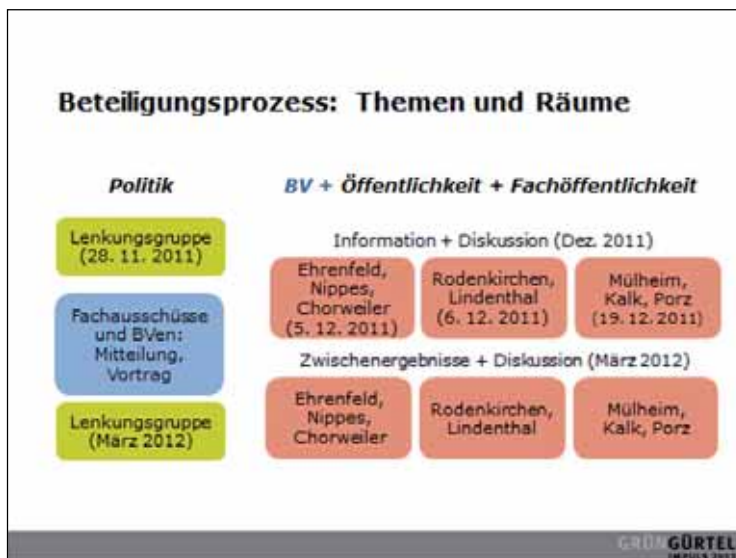 Beteiligungsprozess: Themen und Räume
Politik
Lenkungsgruppe
(28. 11. 2011)
Fachausschüsse
und BVen:
Mitteilung,
Vortrag
Lenkungsgruppe
(März 2012)
BV + Öffentlichkeit + Fachöffentlichkeit
Information + Diskussion (Dez. 2011)
Ehrenfeld,
Nippes,
Chorweiler
(5. 12. 2011)
Rodenkirchen,
Lindenthal
(6. 12. 2011)
Mülheim,
Kalk, Porz
(19. 12. 2011)
Zwischenergebnisse + Diskussion (März 2012)
Ehrenfeld,
Nippes,
Chorweiler
Rodenkirchen,
Lindenthal
Mülheim,
Kalk, Porz
GRÜNGÜRTEL